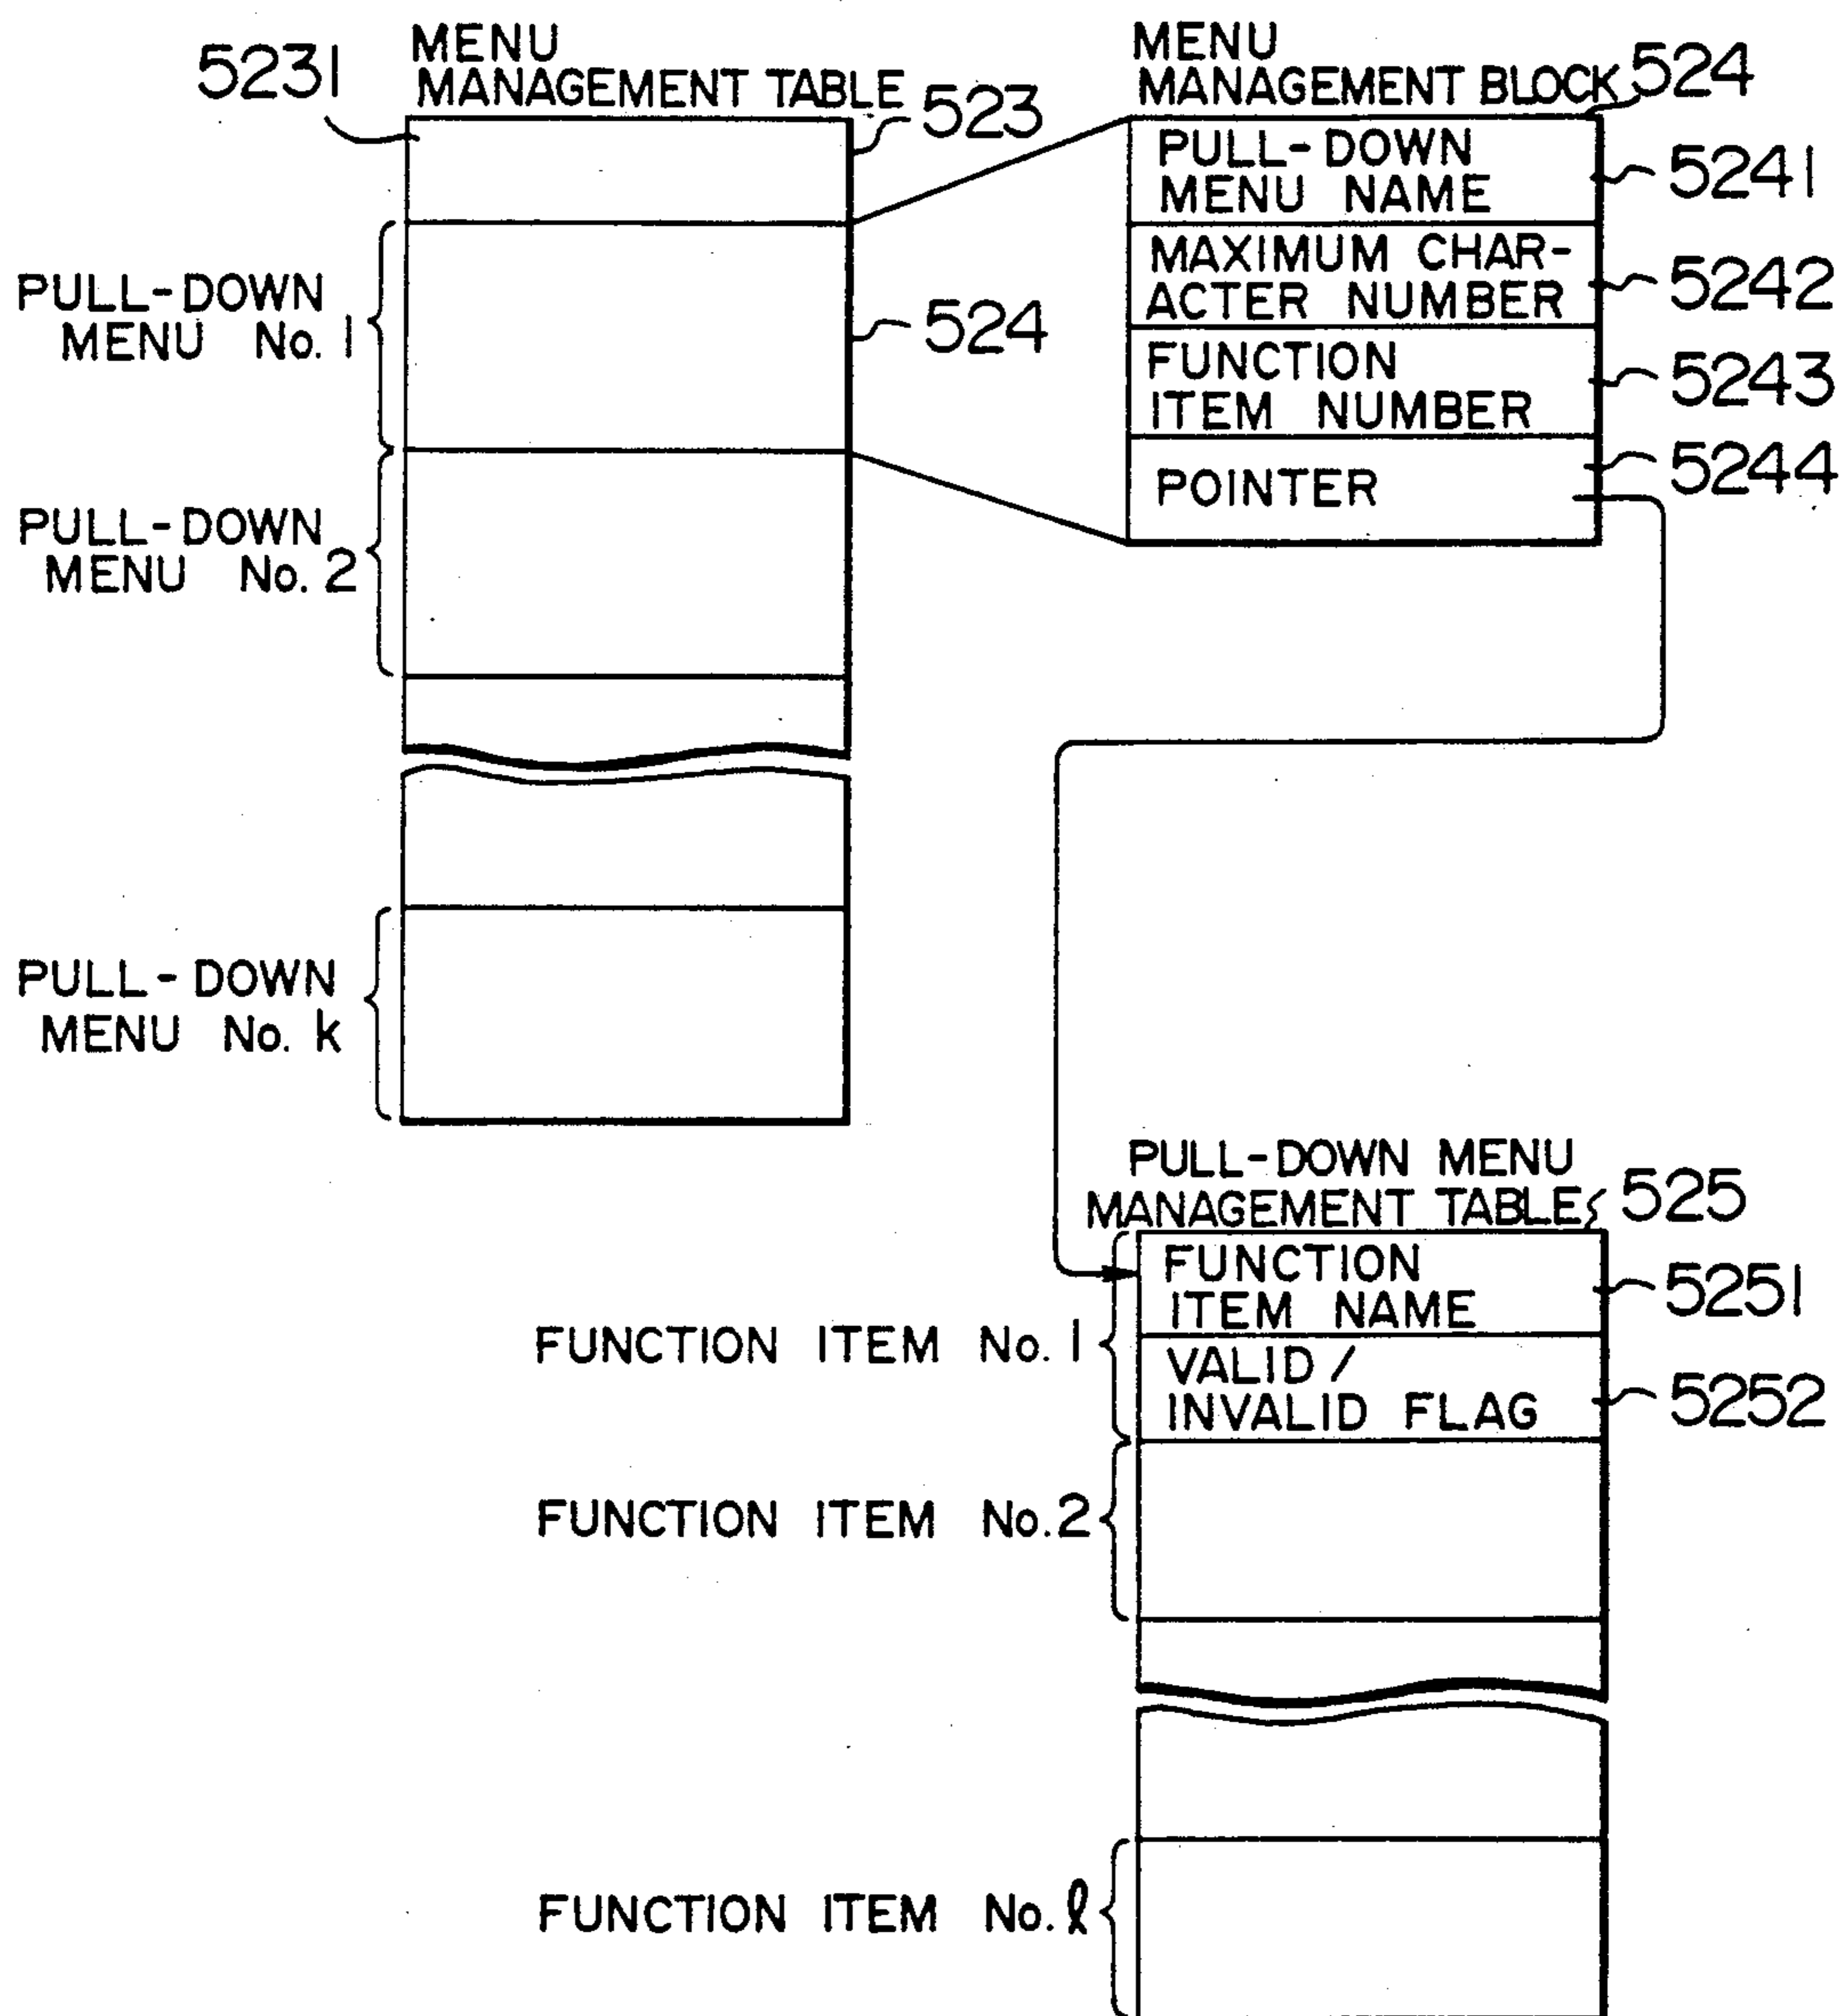 5231
MENU
MANAGEMENT TABLE
523
PULL-DOWN
MENU No. 1
524
PULL-DOWN
MENU No. 2
PULL-DOWN
MENU No. k
MENU
MANAGEMENT BLOCK
524
PULL-DOWN
MENU NAME
5241
MAXIMUM CHAR-
ACTER NUMBER
5242
FUNCTION
ITEM NUMBER
5243
POINTER
5244
PULL-DOWN MENU
MANAGEMENT TABLE
525
FUNCTION ITEM No. 1
FUNCTION
ITEM NAME
5251
VALID /
INVALID FLAG
5252
FUNCTION ITEM No. 2
FUNCTION ITEM No. ℓ